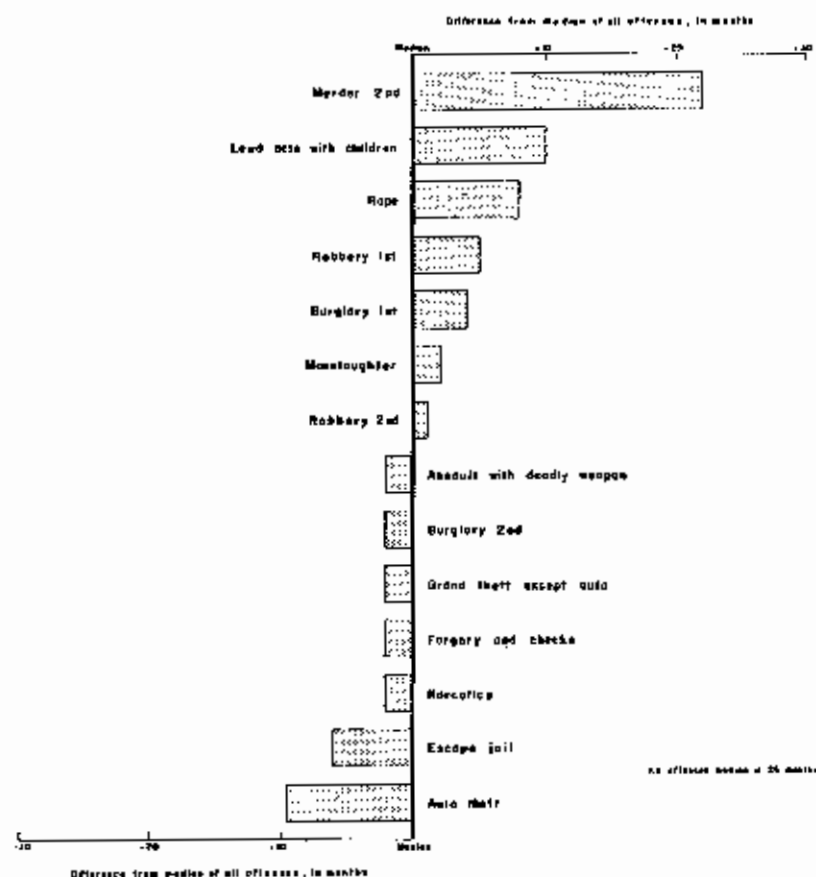 Difference from median of all offenses, in months
Median +10 +20 +30
Murder 2nd
Lewd acts with children
Rape
Robbery 1st
Burglary 1st
Manslaughter
Robbery 2nd
Assault with deadly weapon
Burglary 2nd
Grand theft except auto
Forgery and checks
Narcotics
Escape jail
Auto theft
-20 Median
Difference from median of all offenses, in months